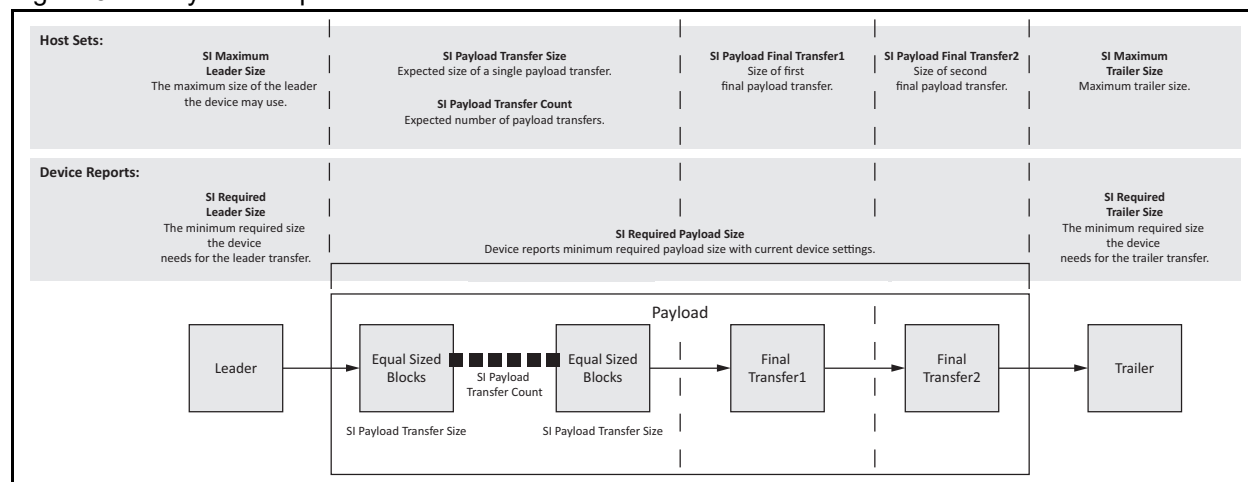 Host Sets:
SI Maximum
Leader Size
The maximum size of the leader
the device may use.
SI Payload Transfer Size
Expected size of a single payload transfer.
SI Payload Transfer Count
Expected number of payload transfers.
SI Payload Final Transfer1
Size of first
final payload transfer.
SI Payload Final Transfer2
Size of second
final payload transfer.
SI Maximum
Trailer Size
Maximum trailer size.
Device Reports:
SI Required
Leader Size
The minimum required size
the device
needs for the leader transfer.
SI Required Payload Size
Device reports minimum required payload size with current device settings.
SI Required
Trailer Size
The minimum required size
the device
needs for the trailer transfer.
Payload
Leader
Equal Sized
Blocks
SI Payload
Transfer Count
Equal Sized
Blocks
Final
Transfer1
Final
Transfer2
Trailer
SI Payload Transfer Size
SI Payload Transfer Size